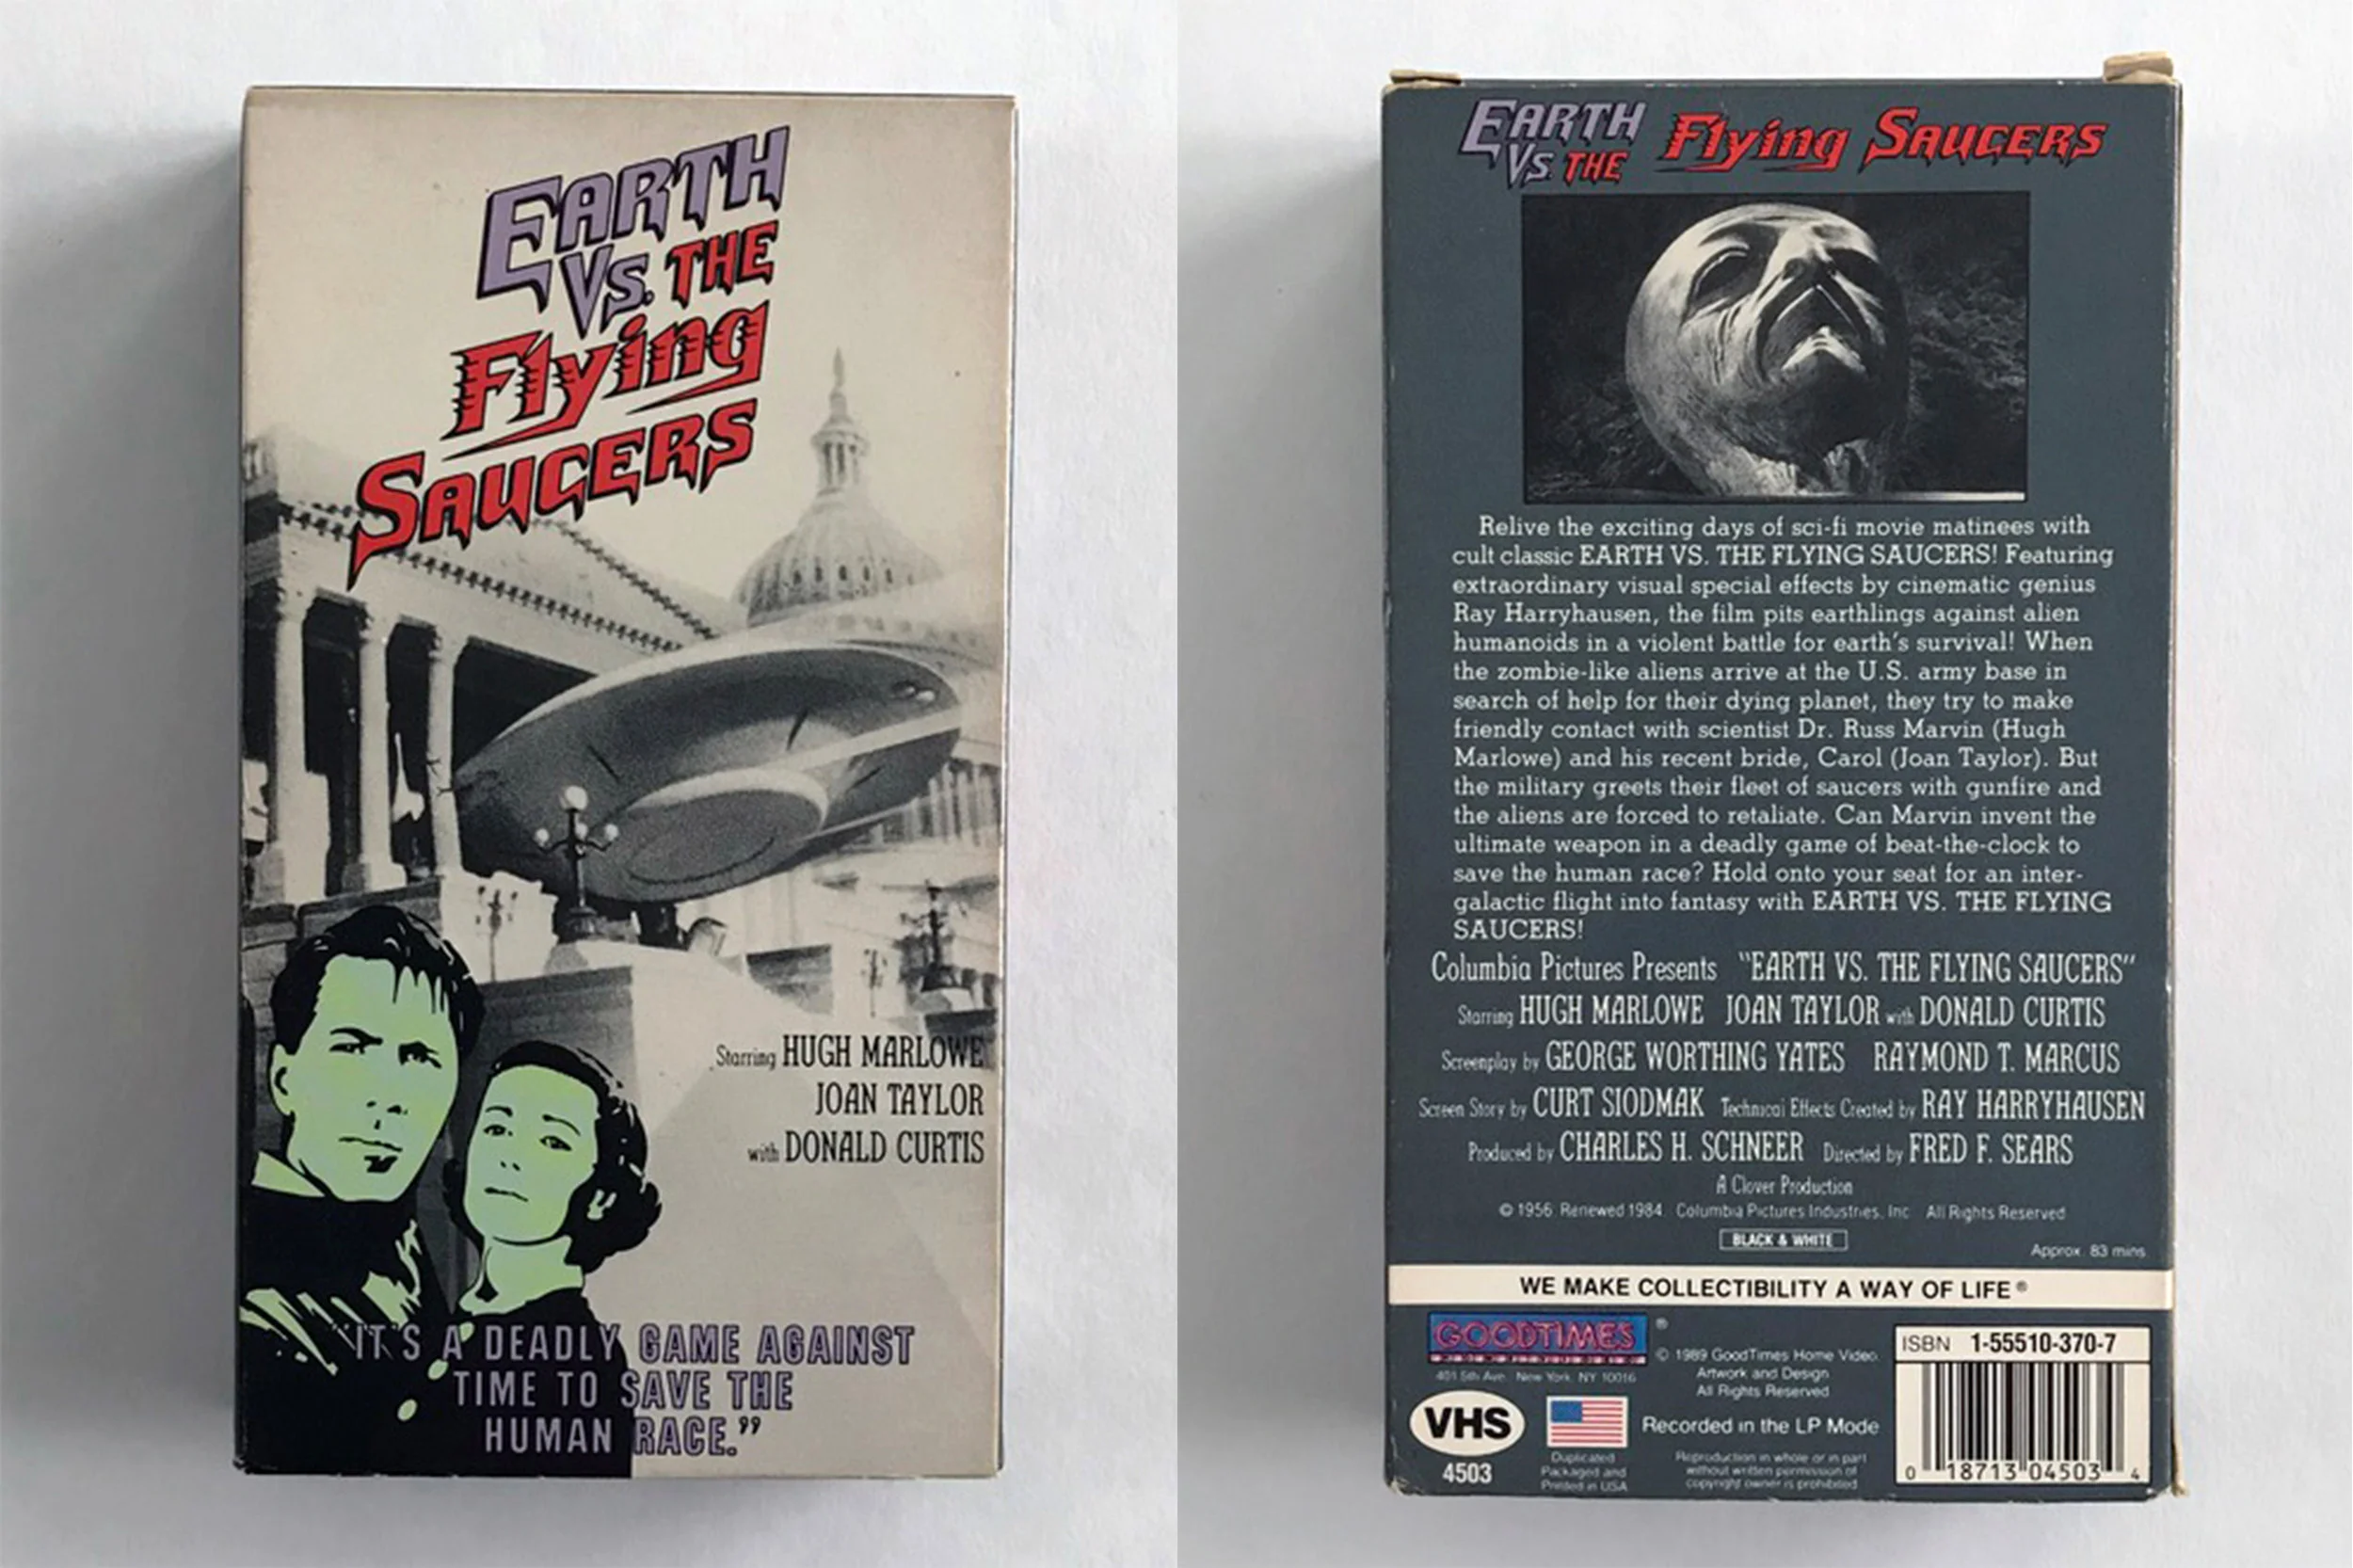 EARTH
VS. THE
Flying
SAUCERS
Starring HUGH MARLOWE
JOAN TAYLOR
with DONALD CURTIS
"IT'S A DEADLY GAME AGAINST
TIME TO SAVE THE
HUMAN RACE."
EARTH VS. THE Flying SAUCERS
Relive the exciting days of sci-fi movie matinees with
cult classic EARTH VS. THE FLYING SAUCERS! Featuring
extraordinary visual special effects by cinematic genius
Ray Harryhausen, the film pits earthlings against alien
humanoids in a violent battle for earth's survival! When
the zombie-like aliens arrive at the U.S. army base in
search of help for their dying planet, they try to make
friendly contact with scientist Dr. Russ Marvin (Hugh
Marlowe) and his recent bride, Carol (Joan Taylor). But
the military greets their fleet of saucers with gunfire and
the aliens are forced to retaliate. Can Marvin invent the
ultimate weapon in a deadly game of beat-the-clock to
save the human race? Hold onto your seat for an inter-
galactic flight into fantasy with EARTH VS. THE FLYING
SAUCERS!
Columbia Pictures Presents "EARTH VS. THE FLYING SAUCERS"
Starring HUGH MARLOWE JOAN TAYLOR with DONALD CURTIS
Screenplay by GEORGE WORTHING YATES RAYMOND T. MARCUS
Screen Story by CURT SIODMAK Technical Effects Created by RAY HARRYHAUSEN
Produced by CHARLES H. SCHNEER Directed by FRED F. SEARS
A Clover Production
© 1956 Renewed 1984 Columbia Pictures Industries, Inc All Rights Reserved
BLACK & WHITE
Approx. 83 mins
WE MAKE COLLECTIBILITY A WAY OF LIFE®
GOODTIMES ®
HOME VIDEO
401 5th Ave. New York, NY 10016
© 1989 GoodTimes Home Video.
Artwork and Design
All Rights Reserved
ISBN 1-55510-370-7
VHS
4503
Recorded in the LP Mode
Duplicated
Packaged and
Printed in USA
Reproduction in whole or in part
without written permission of
copyright owner is prohibited
0 18713 04503 4